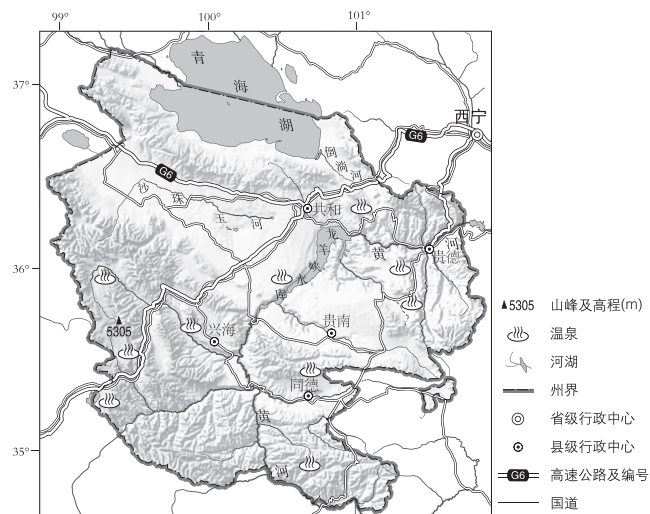 99° 100° 101°
37°
36°
35°
青
海
湖
西宁
G6
G6
倒
淌
河
沙
珠
玉
河
共和
龙
羊
峡
水
库
黄
河
贵德
5305
兴海
贵南
同德
黄
河
5305 山峰及高程(m)
温泉
河湖
州界
省级行政中心
县级行政中心
G6 高速公路及编号
国道